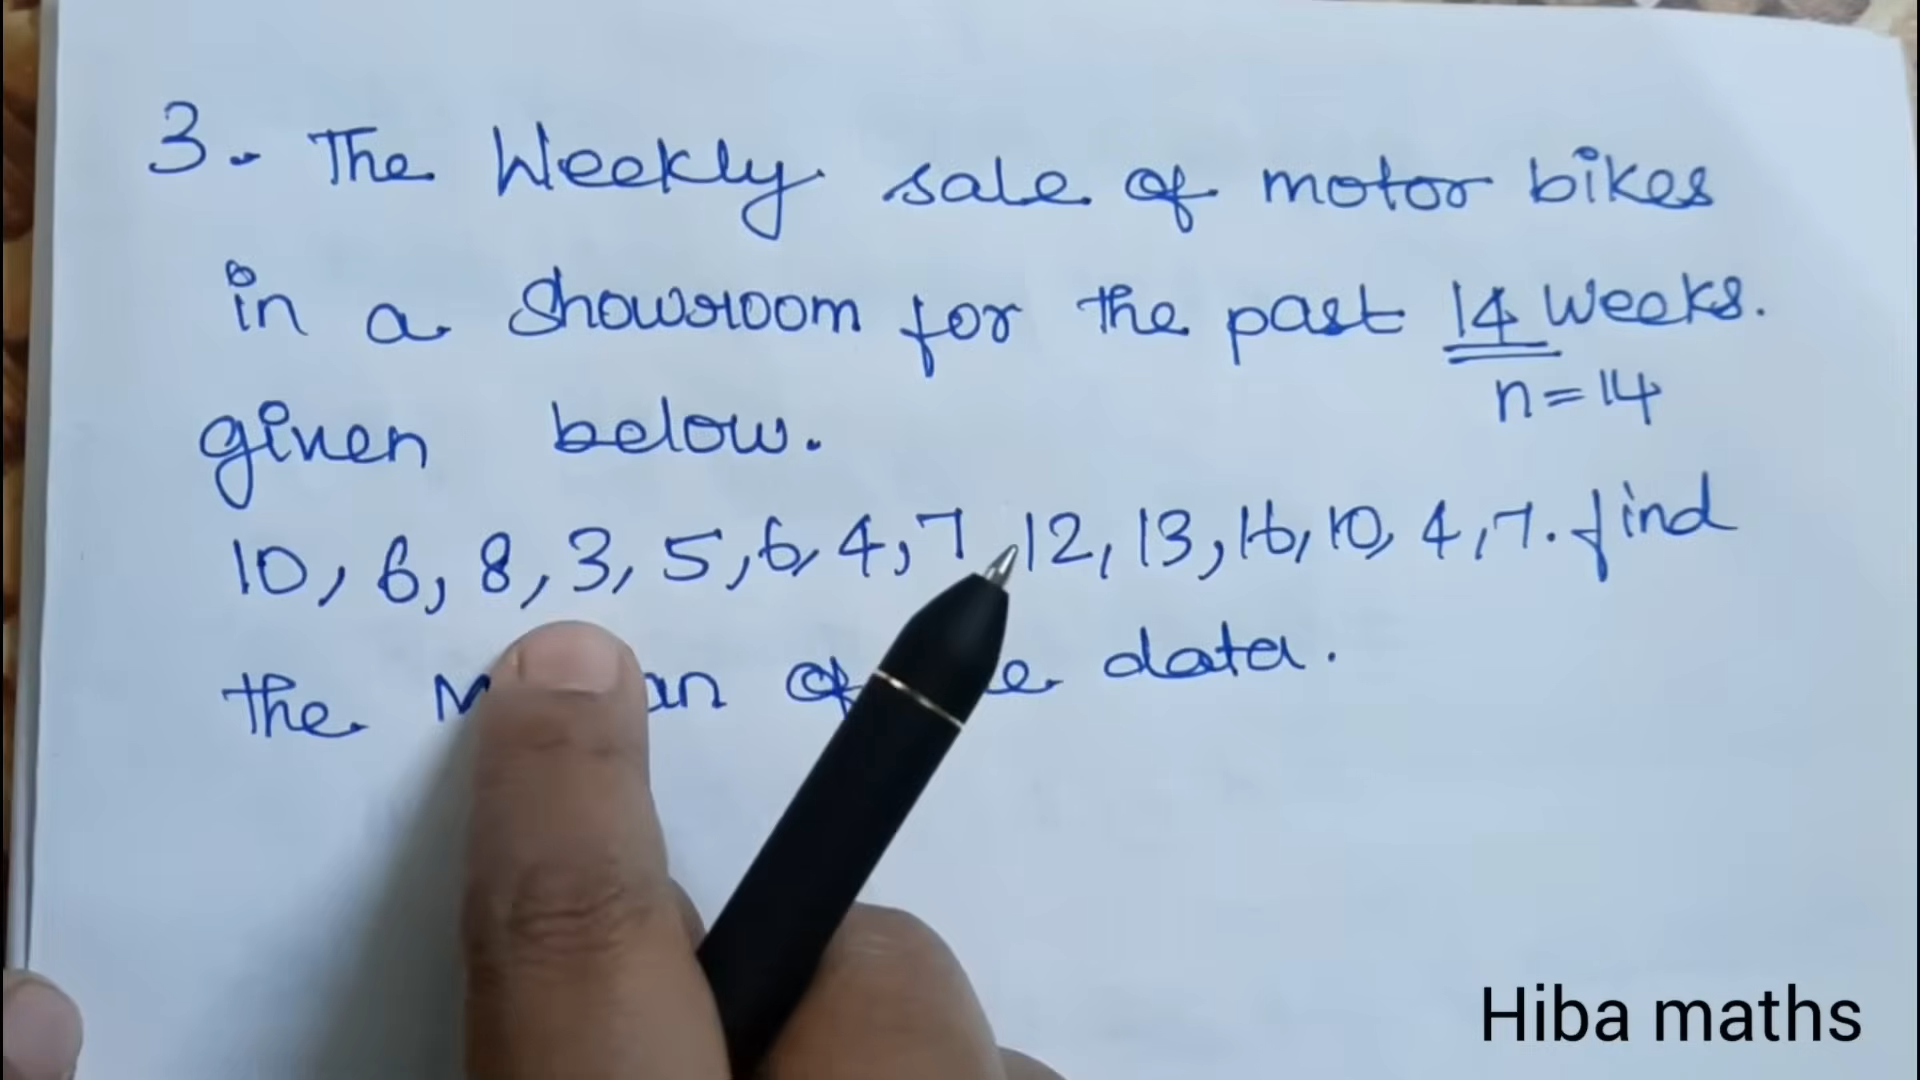 3. The Weekly sale of motor bikes
in a showroom for the past 14 weeks.
n=14
given below.
10, 6, 8, 3, 5, 6, 4, 7, 12, 13, 16, 10, 4, 7. find
the of data.
Hiba maths